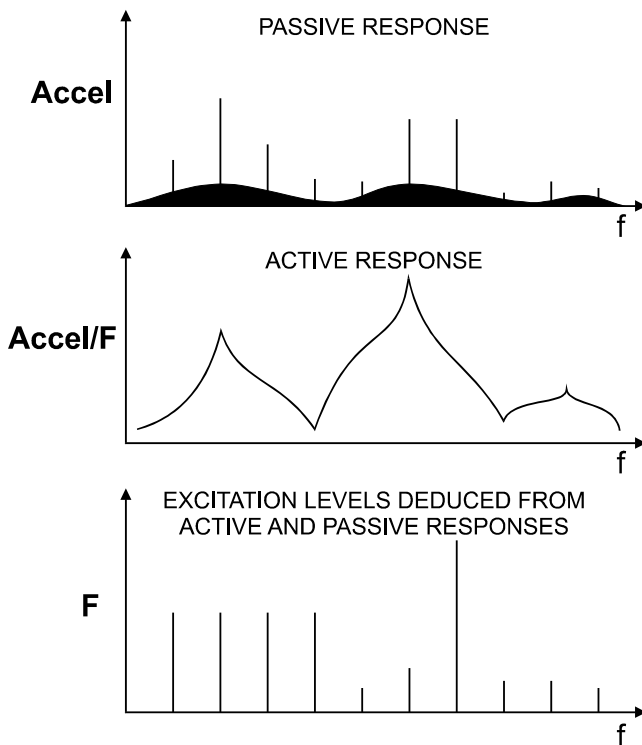 PASSIVE RESPONSE
Accel
f
ACTIVE RESPONSE
Accel/F
f
EXCITATION LEVELS DEDUCED FROM
ACTIVE AND PASSIVE RESPONSES
F
f